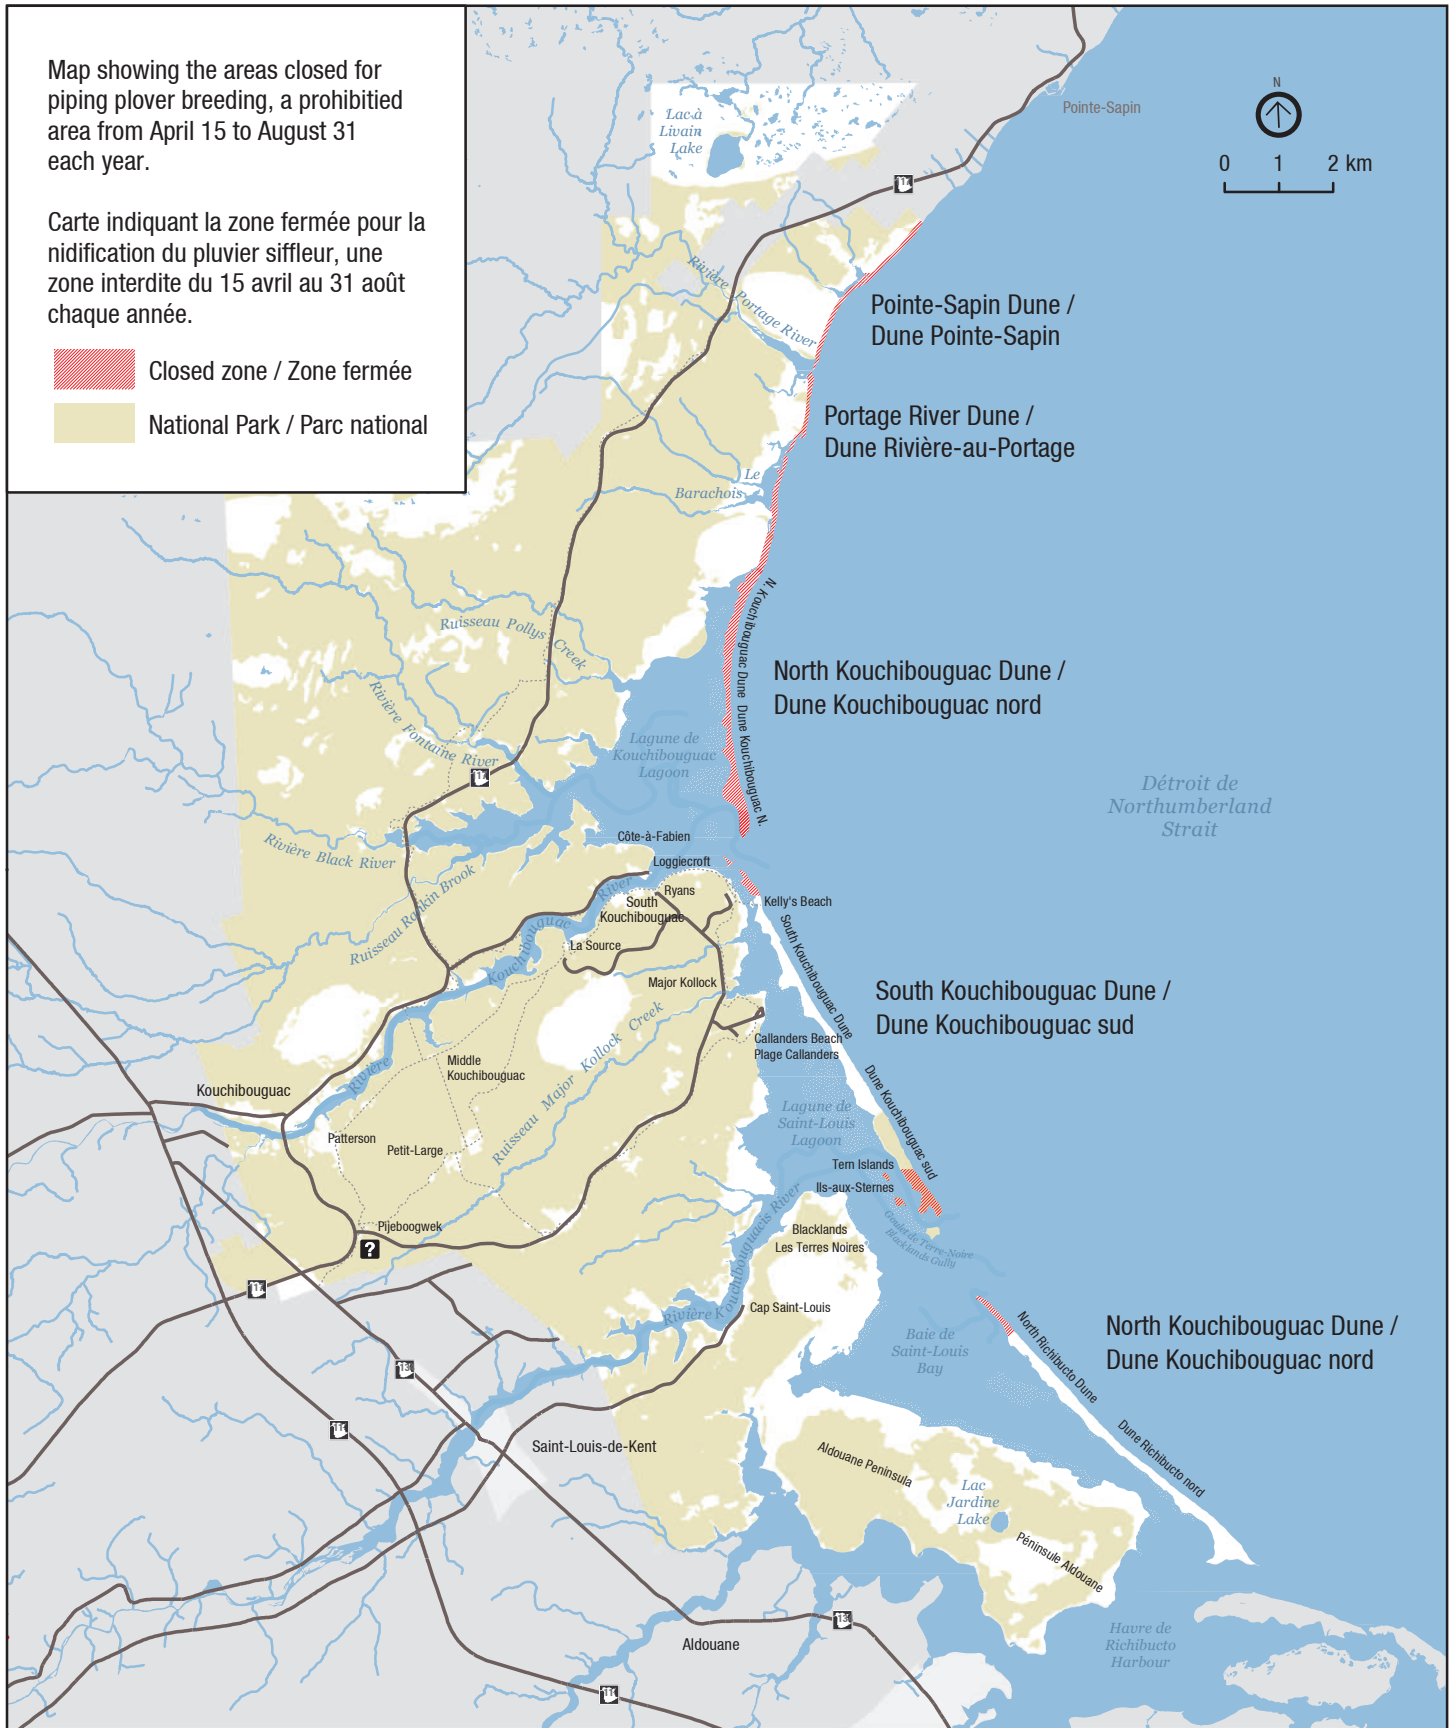 Map showing the areas closed for
piping plover breeding, a prohibitied
area from April 15 to August 31
each year.
Carte indiquant la zone fermée pour la
nidification du pluvier siffleur, une
zone interdite du 15 avril au 31 août
chaque année.
Closed zone / Zone fermée
National Park / Parc national
Lac à
Livain
Lake
Pointe-Sapin
N
0 1 2 km
Rivière Portage River
Pointe-Sapin Dune /
Dune Pointe-Sapin
Portage River Dune /
Dune Rivière-au-Portage
Le
Barachois
N. Kouchibouguac Dune Dune Kouchibouguac N.
Ruisseau Pollys Creek
North Kouchibouguac Dune /
Dune Kouchibouguac nord
Rivière Fontaine River
Lagune de
Kouchibouguac
Lagoon
Détroit de
Northumberland
Strait
Rivière Black River
Côte-à-Fabien
Loggiecroft
Ruisseau Rankin Brook
Ryans
South
Kouchibouguac
Kelly's Beach
La Source
Rivière Kouchibouguac River
Major Kollock
South Kouchibouguac Dune
Dune Kouchibouguac sud
South Kouchibouguac Dune /
Dune Kouchibouguac sud
Callanders Beach
Plage Callanders
Middle
Kouchibouguac
Ruisseau Major Kollock Creek
Kouchibouguac
Lagune de
Saint-Louis
Lagoon
Patterson
Petit-Large
Tern Islands
Ils-aux-Sternes
Pijeboogwek
?
Goulet de Terre-Noire
Blacklands Gully
Blacklands
Les Terres Noires
Rivière Kouchibouguacis River
Cap Saint-Louis
Baie de
Saint-Louis
Bay
North Richibucto Dune
Dune Richibucto nord
North Kouchibouguac Dune /
Dune Kouchibouguac nord
Saint-Louis-de-Kent
Aldouane Peninsula
Lac
Jardine
Lake
Péninsule Aldouane
Aldouane
Havre de
Richibucto
Harbour